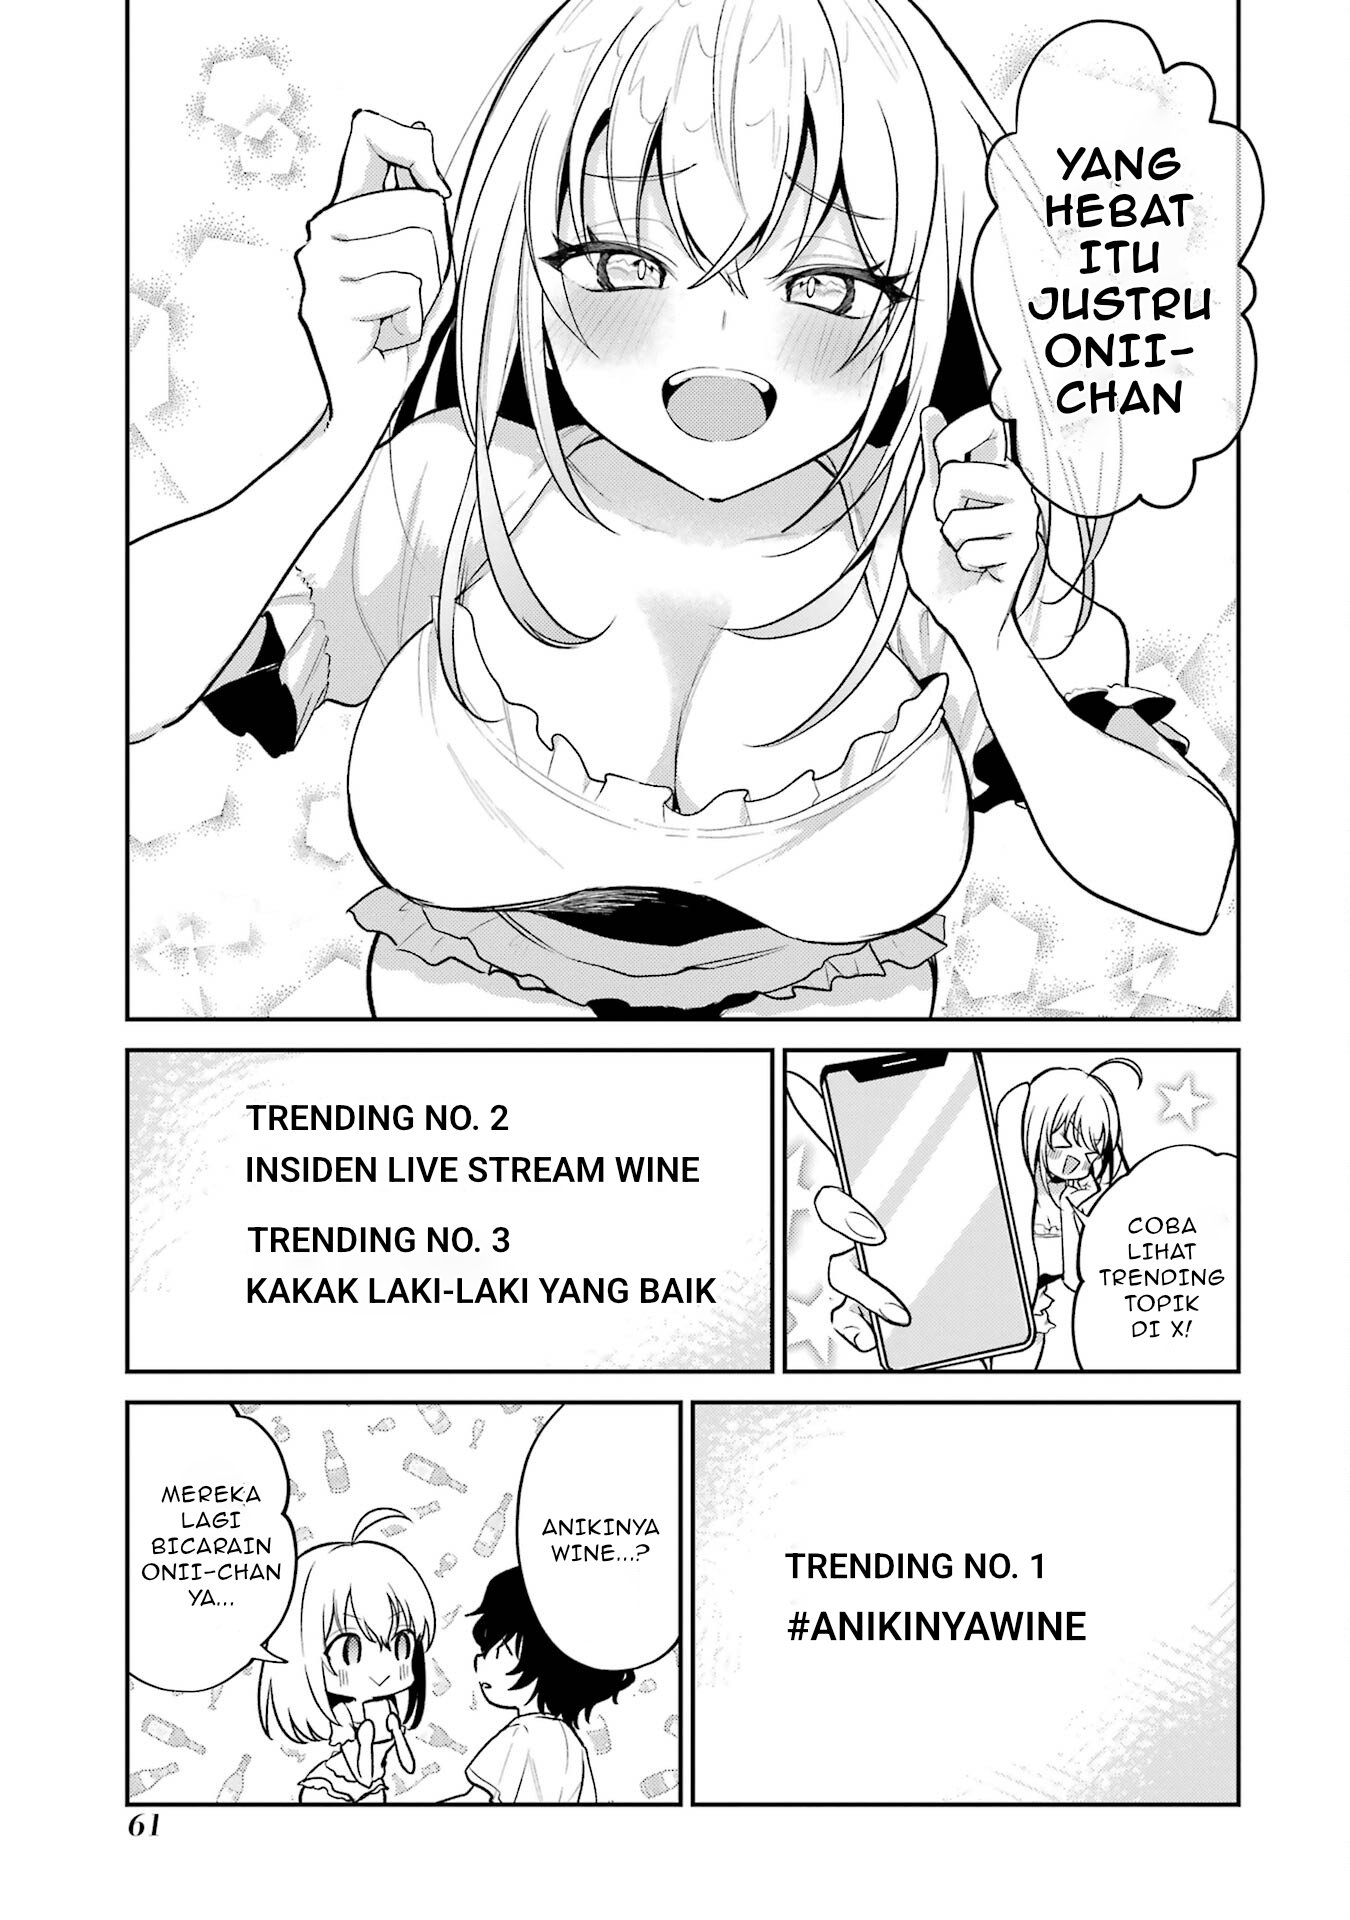 YANG
HEBAT
ITU
JUSTRU
ONII-
CHAN
COBA
LIHAT
TRENDING
TOPIK
DI X!
TRENDING NO. 2
INSIDEN LIVE STREAM WINE
TRENDING NO. 3
KAKAK LAKI-LAKI YANG BAIK
TRENDING NO. 1
#ANIKINYAWINE
ANIKINYA
WINE...?
MEREKA
LAGI
BICARAIN
ONII-CHAN
YA...
61